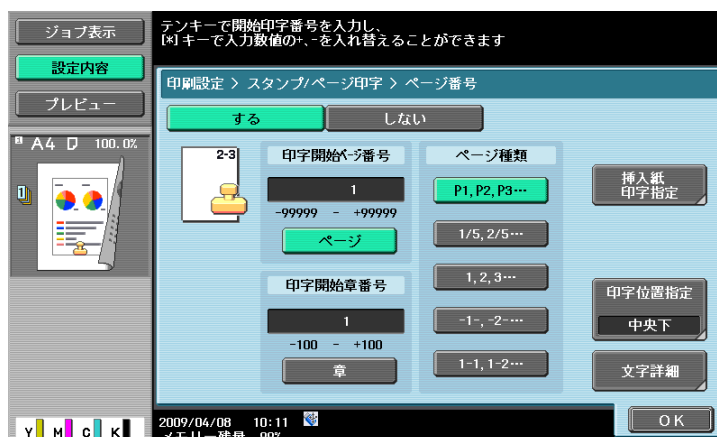 ジョブ表示
設定内容
プレビュー
A4 100.0%
テンキーで開始印字番号を入力し、
[*]キーで入力数値の+、-を入れ替えることができます
印刷設定 > スタンプ/ページ印字 > ページ番号
する
しない
2-3
印字開始ページ番号
1
-99999 - +99999
ページ
印字開始章番号
1
-100 - +100
章
ページ種類
P1,P2,P3…
1/5,2/5…
1,2,3…
-1-,-2-…
1-1,1-2…
挿入紙
印字指定
印字位置指定
中央下
文字詳細
Y M C K
2009/04/08 10:11
メモリー残量 99%
OK